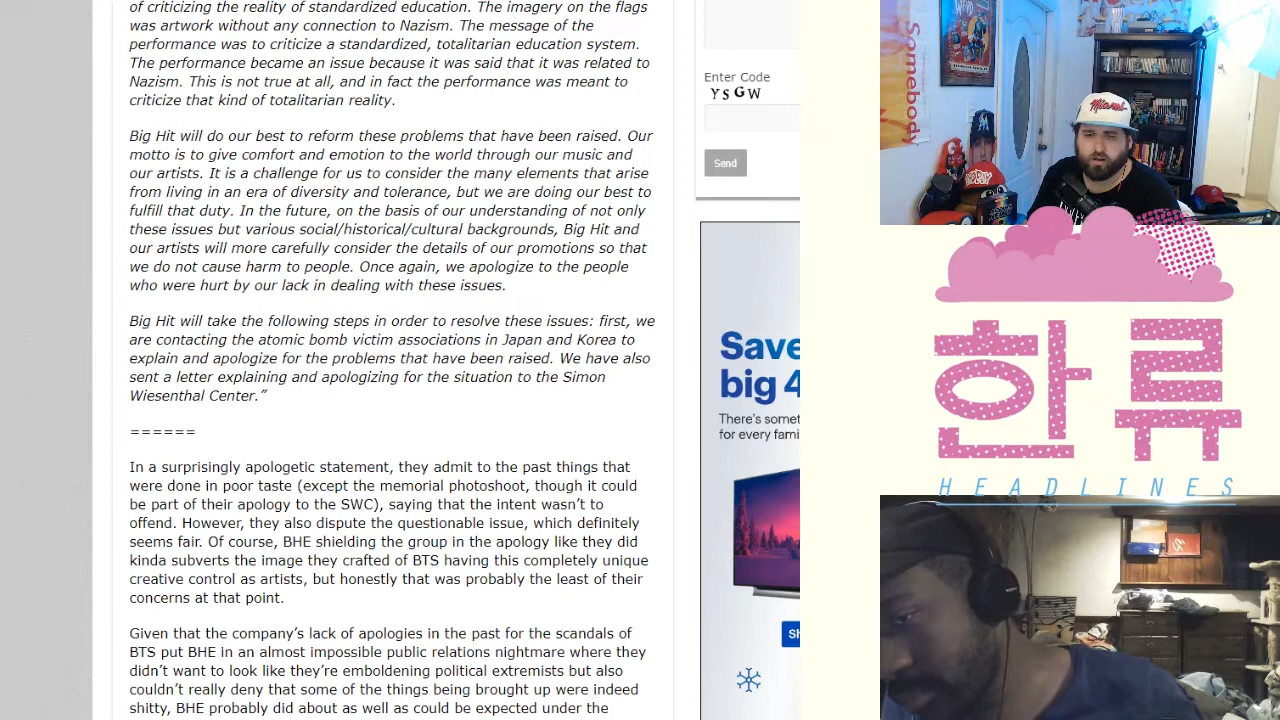 of criticizing the reality of standardized education. The imagery on the flags
was artwork without any connection to Nazism. The message of the
performance was to criticize a standardized, totalitarian education system.
The performance became an issue because it was said that it was related to
Nazism. This is not true at all, and in fact the performance was meant to
criticize that kind of totalitarian reality.
Big Hit will do our best to reform these problems that have been raised. Our
motto is to give comfort and emotion to the world through our music and
our artists. It is a challenge for us to consider the many elements that arise
from living in an era of diversity and tolerance, but we are doing our best to
fulfill that duty. In the future, on the basis of our understanding of not only
these issues but various social/historical/cultural backgrounds, Big Hit and
our artists will more carefully consider the details of our promotions so that
we do not cause harm to people. Once again, we apologize to the people
who were hurt by our lack in dealing with these issues.
Big Hit will take the following steps in order to resolve these issues: first, we
are contacting the atomic bomb victim associations in Japan and Korea to
explain and apologize for the problems that have been raised. We have also
sent a letter explaining and apologizing for the situation to the Simon
Wiesenthal Center.”
======
In a surprisingly apologetic statement, they admit to the past things that
were done in poor taste (except the memorial photoshoot, though it could
be part of their apology to the SWC), saying that the intent wasn’t to
offend. However, they also dispute the questionable issue, which definitely
seems fair. Of course, BHE shielding the group in the apology like they did
kinda subverts the image they crafted of BTS having this completely unique
creative control as artists, but honestly that was probably the least of their
concerns at that point.
Given that the company’s lack of apologies in the past for the scandals of
BTS put BHE in an almost impossible public relations nightmare where they
didn’t want to look like they’re emboldening political extremists but also
couldn’t really deny that some of the things being brought up were indeed
shitty, BHE probably did about as well as could be expected under the
Enter Code
YSGW
Send
Save
big 4
There’s somet
for every fami
Sh
Somebody
Miami
한류
HEADLINES